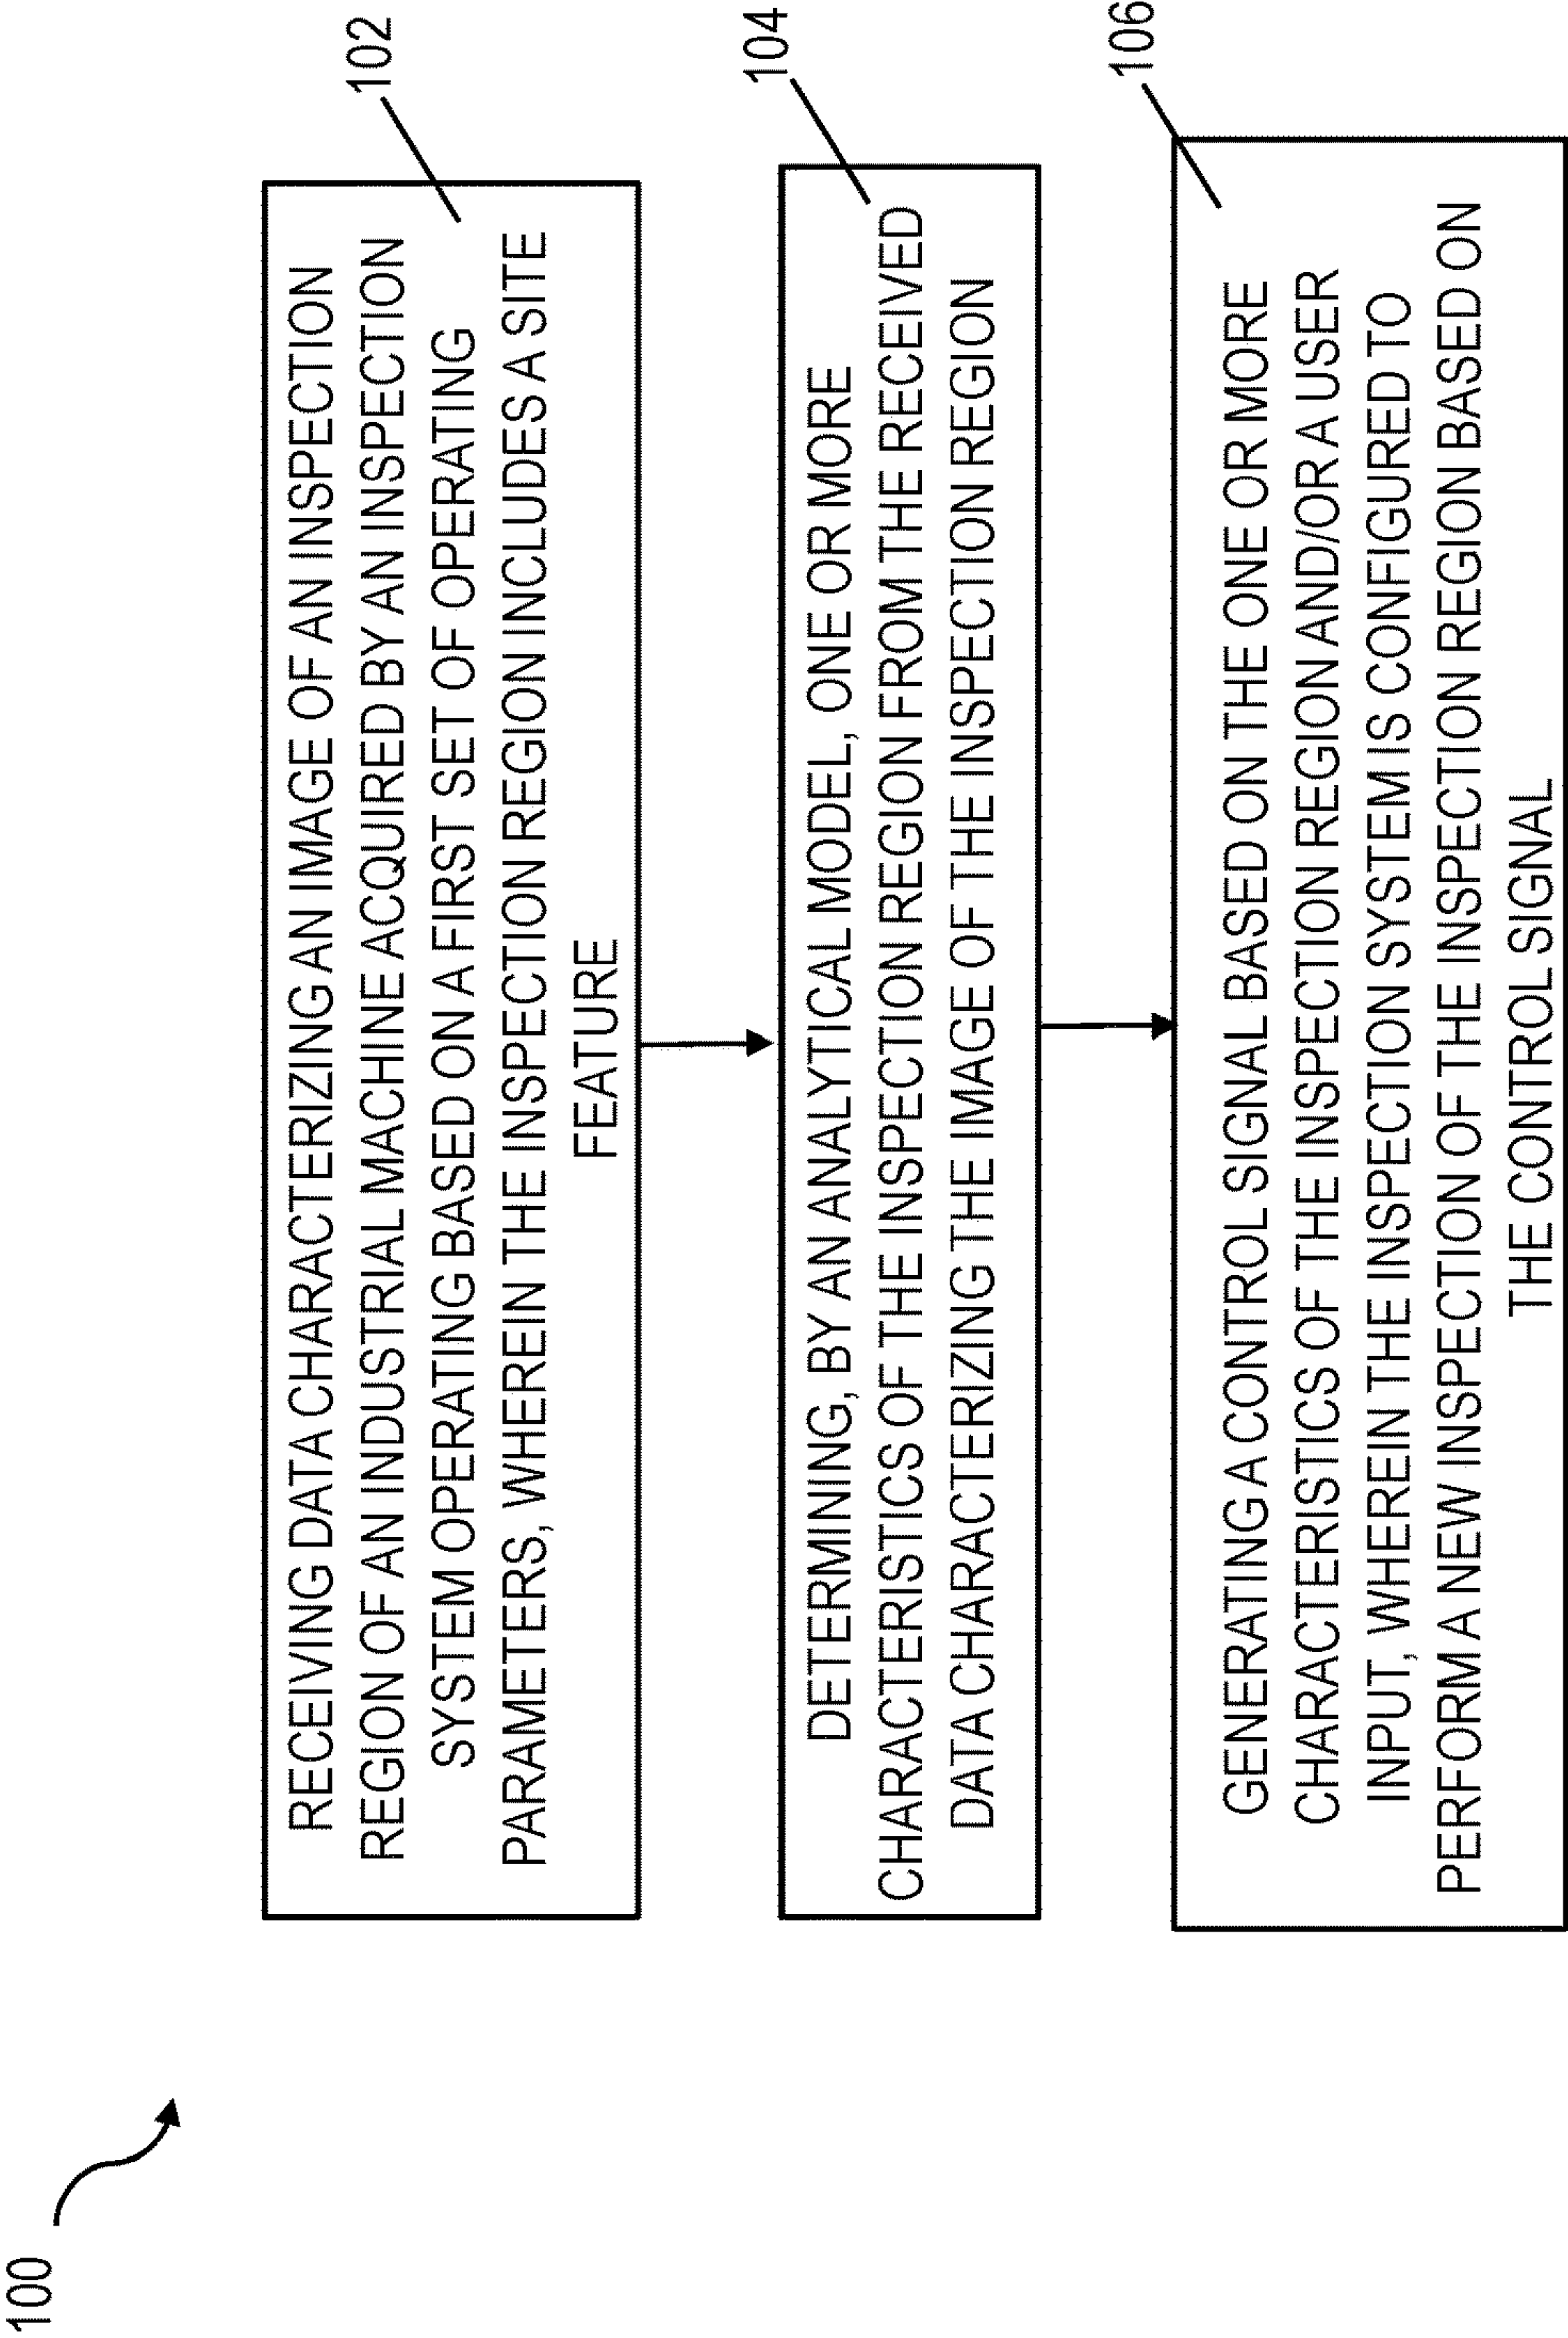 100
102
RECEIVING DATA CHARACTERIZING AN IMAGE OF AN INSPECTION
REGION OF AN INDUSTRIAL MACHINE ACQUIRED BY AN INSPECTION
SYSTEM OPERATING BASED ON A FIRST SET OF OPERATING
PARAMETERS, WHEREIN THE INSPECTION REGION INCLUDES A SITE
FEATURE
104
DETERMINING, BY AN ANALYTICAL MODEL, ONE OR MORE
CHARACTERISTICS OF THE INSPECTION REGION FROM THE RECEIVED
DATA CHARACTERIZING THE IMAGE OF THE INSPECTION REGION
106
GENERATING A CONTROL SIGNAL BASED ON THE ONE OR MORE
CHARACTERISTICS OF THE INSPECTION REGION AND/OR A USER
INPUT, WHEREIN THE INSPECTION SYSTEM IS CONFIGURED TO
PERFORM A NEW INSPECTION OF THE INSPECTION REGION BASED ON
THE CONTROL SIGNAL